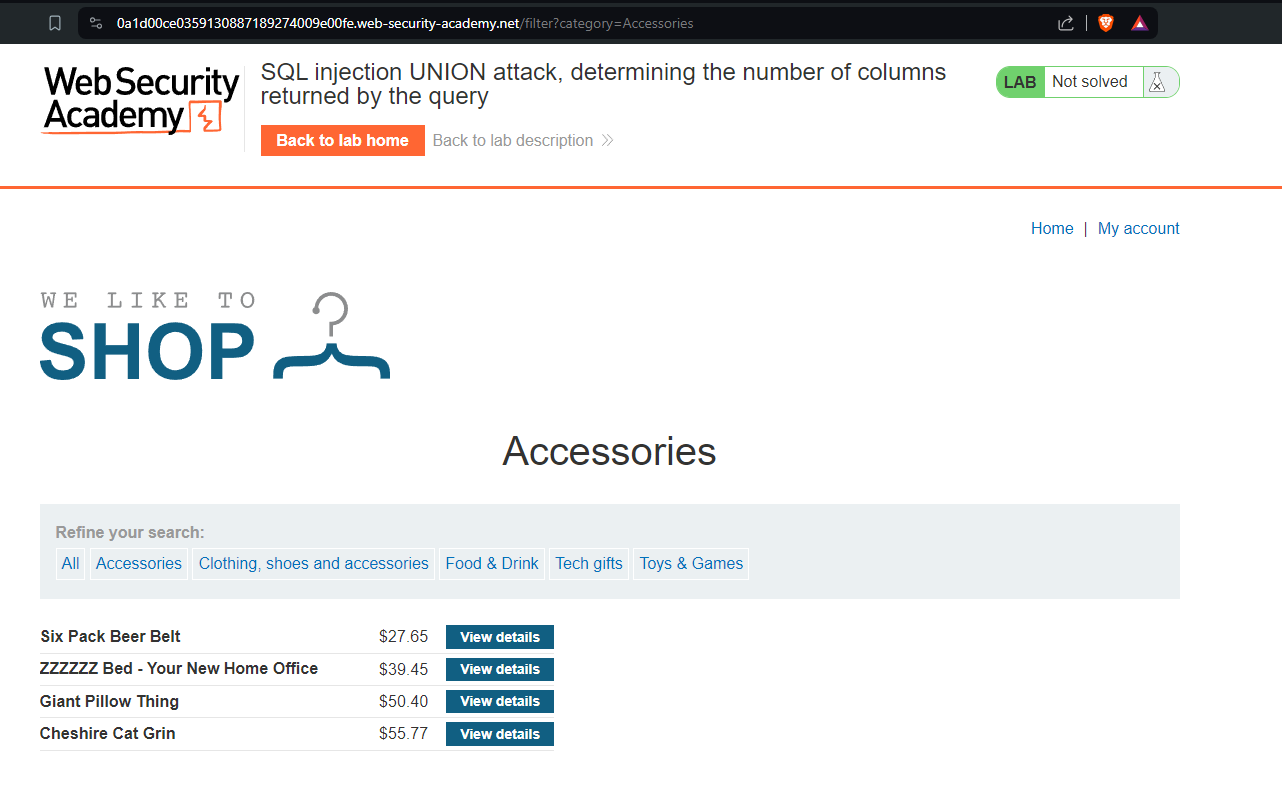 0a1d00ce0359130887189274009e00fe.web-security-academy.net/filter?category=Accessories
Web Security
Academy
SQL injection UNION attack, determining the number of columns
returned by the query
LAB Not solved
Back to lab home Back to lab description
Home | My account
WE LIKE TO
SHOP
Accessories
Refine your search:
All Accessories Clothing, shoes and accessories Food & Drink Tech gifts Toys & Games
Six Pack Beer Belt $27.65 View details
ZZZZZZ Bed - Your New Home Office $39.45 View details
Giant Pillow Thing $50.40 View details
Cheshire Cat Grin $55.77 View details